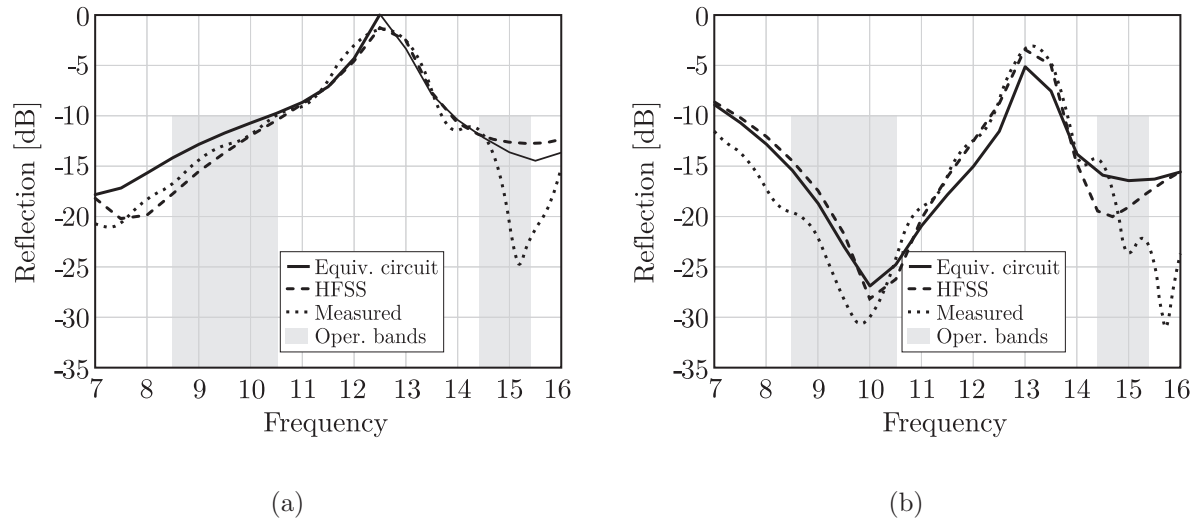 0
-5
-10
-15
-20
-25
-30
-35
Reflection [dB]
7 8 9 10 11 12 13 14 15 16
Frequency
Equiv. circuit
HFSS
Measured
Oper. bands
(a)
0
-5
-10
-15
-20
-25
-30
-35
Reflection [dB]
7 8 9 10 11 12 13 14 15 16
Frequency
Equiv. circuit
HFSS
Measured
Oper. bands
(b)